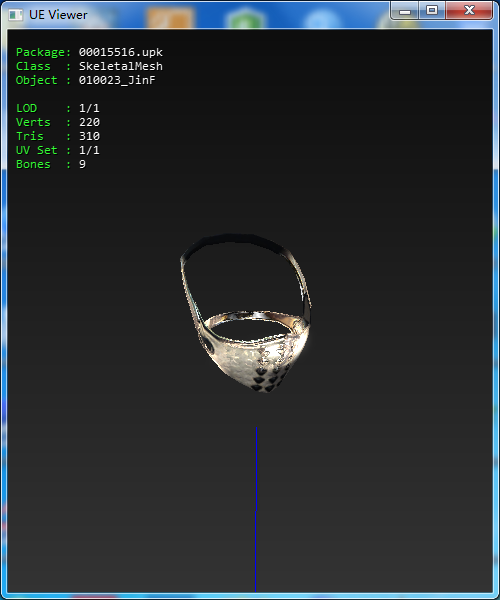 UE Viewer
Package: 00015516.upk
Class : SkeletalMesh
Object : 010023_JinF
LOD : 1/1
Verts : 220
Tris : 310
UV Set : 1/1
Bones : 9